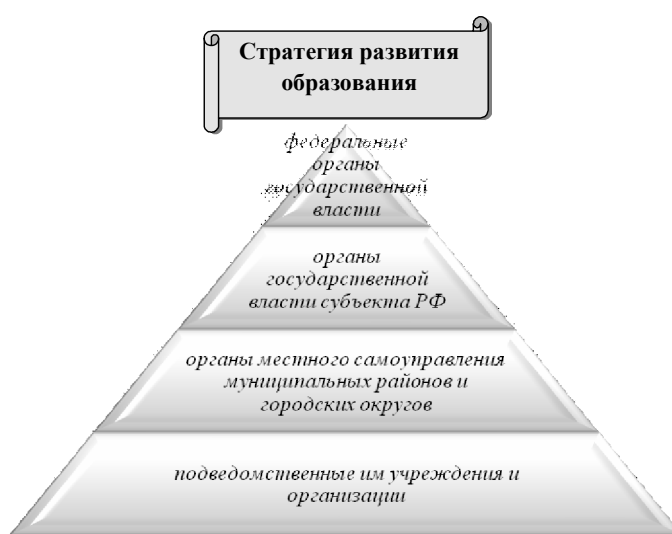 Стратегия развития
образования
федеральные
органы
государственной
власти
органы
государственной
власти субъекта РФ
органы местного самоуправления
муниципальных районов и
городских округов
подведомственные им учреждения и
организации